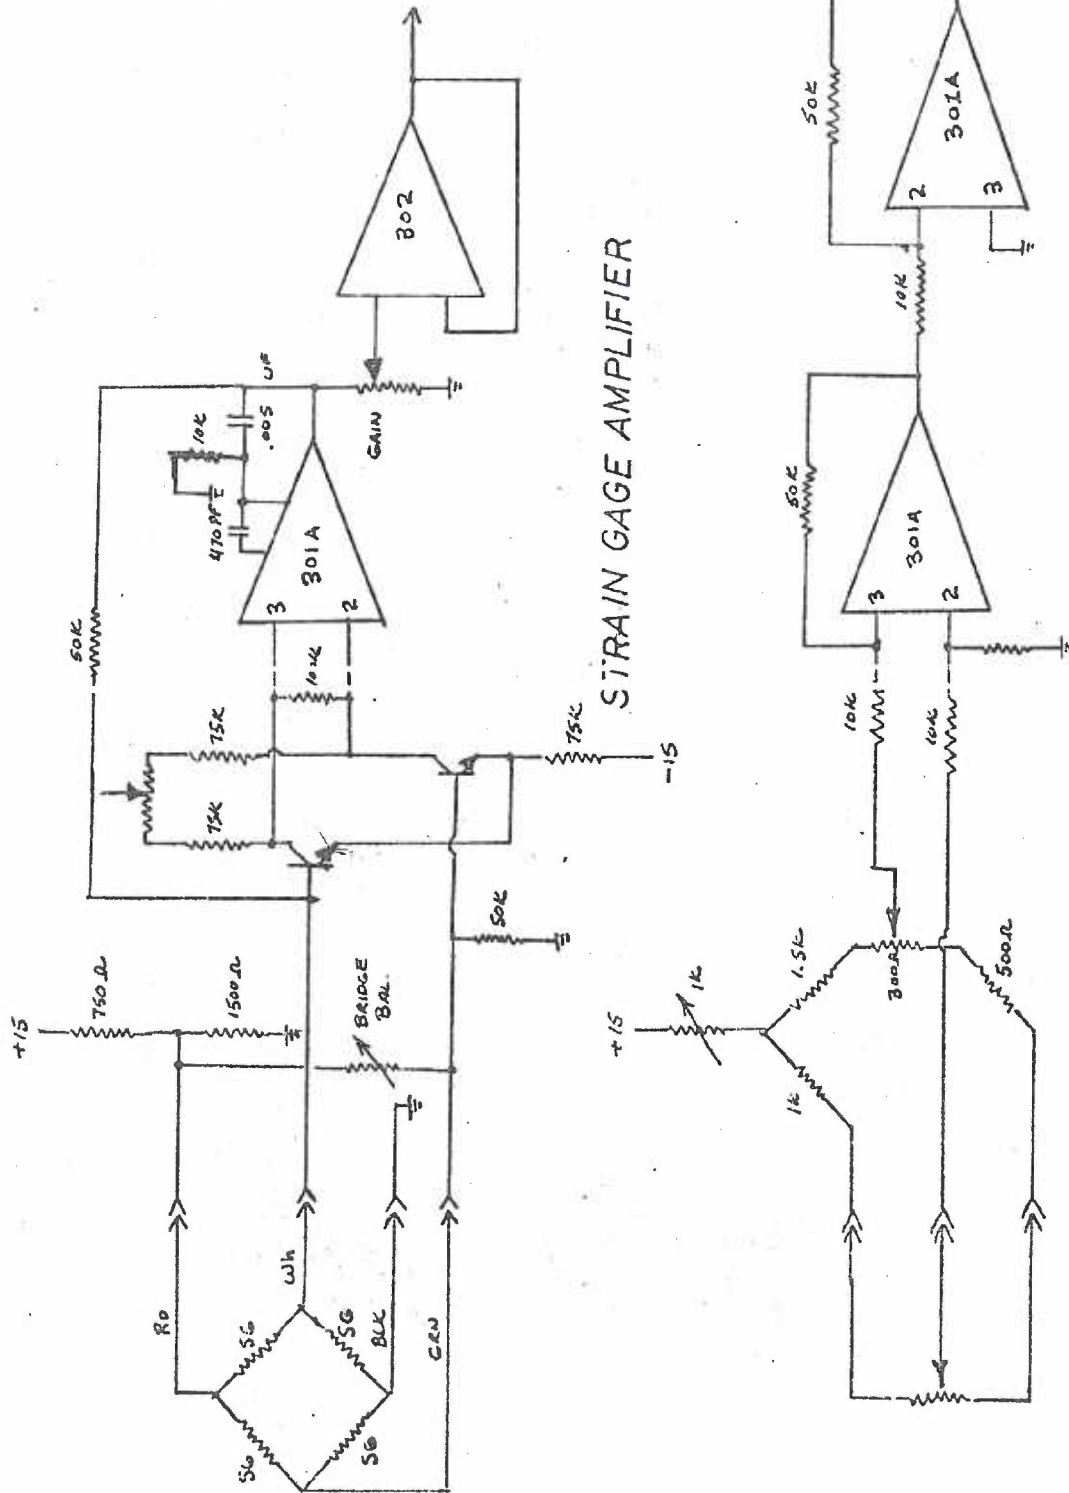 RD
Wh
BLK
GRN
SG
SG
SG
SG
+15
750Ω
1500Ω
BRIDGE
BAL.
50K
75K
75K
75K
-15
50K
3
2
301A
470PF
10K
.005
UF
GAIN
302
STRAIN GAGE AMPLIFIER
+15
1K
1K
1.5K
300Ω
500Ω
10K
10K
3
2
301A
50K
10K
2
3
301A
50K